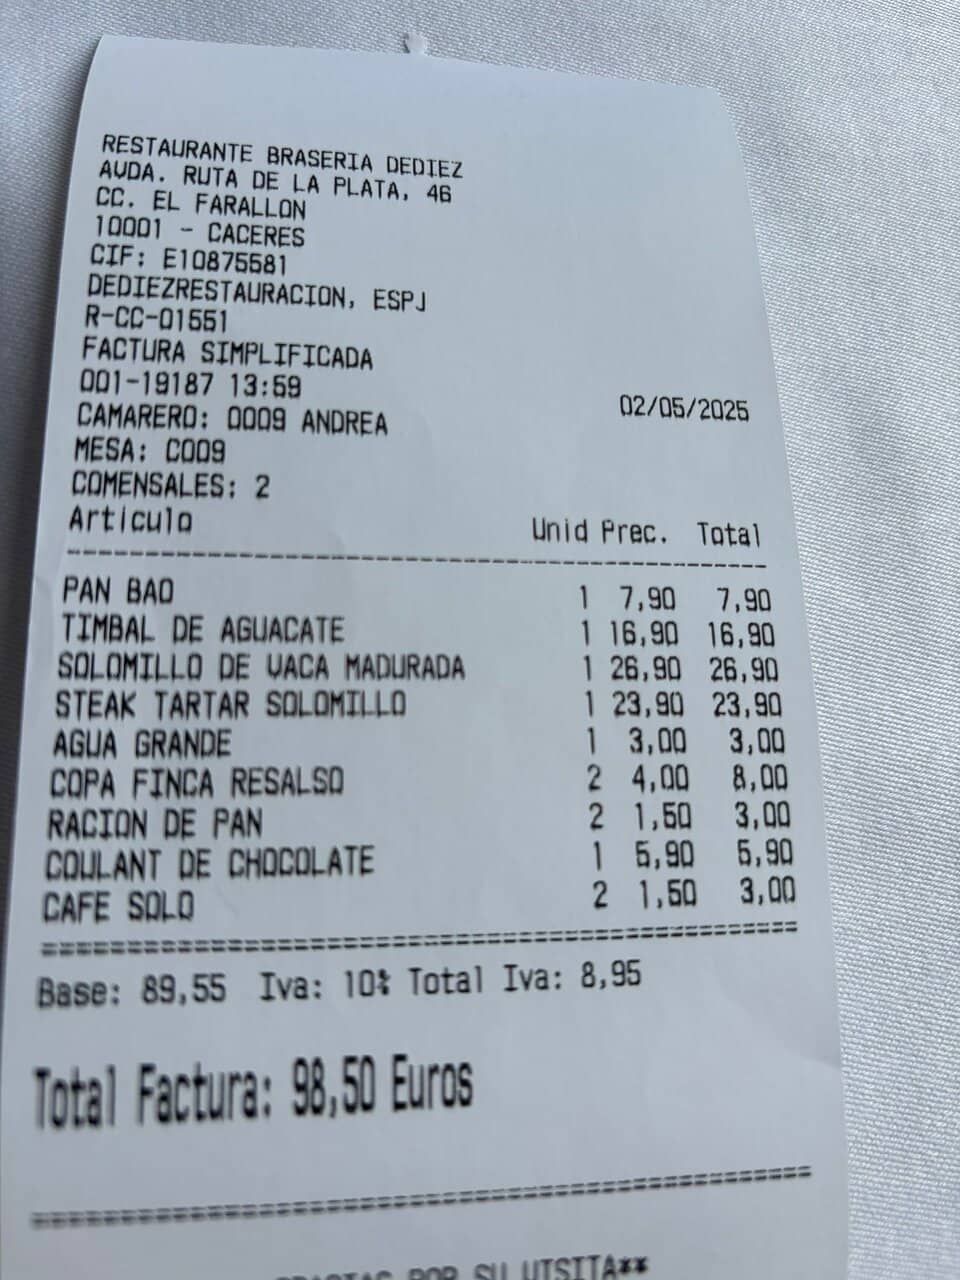 RESTAURANTE BRASERIA DEDIEZ
AVDA. RUTA DE LA PLATA, 46
CC. EL FARALLON
10001 - CACERES
CIF: E10875581
DEDIEZRESTAURACION, ESPJ
R-CC-01551
FACTURA SIMPLIFICADA
001-19187 13:59 02/05/2025
CAMARERO: 0009 ANDREA
MESA: C009
COMENSALES: 2
Articulo Unid Prec. Total
PAN BAO 1 7,90 7,90
TIMBAL DE AGUACATE 1 16,90 16,90
SOLOMILLO DE VACA MADURADA 1 26,90 26,90
STEAK TARTAR SOLOMILLO 1 23,90 23,90
AGUA GRANDE 1 3,00 3,00
COPA FINCA RESALSO 2 4,00 8,00
RACION DE PAN 2 1,50 3,00
COULANT DE CHOCOLATE 1 5,90 5,90
CAFE SOLO 2 1,50 3,00
Base: 89,55 Iva: 10% Total Iva: 8,95
Total Factura: 98,50 Euros
GRACIAS POR SU VISITA**